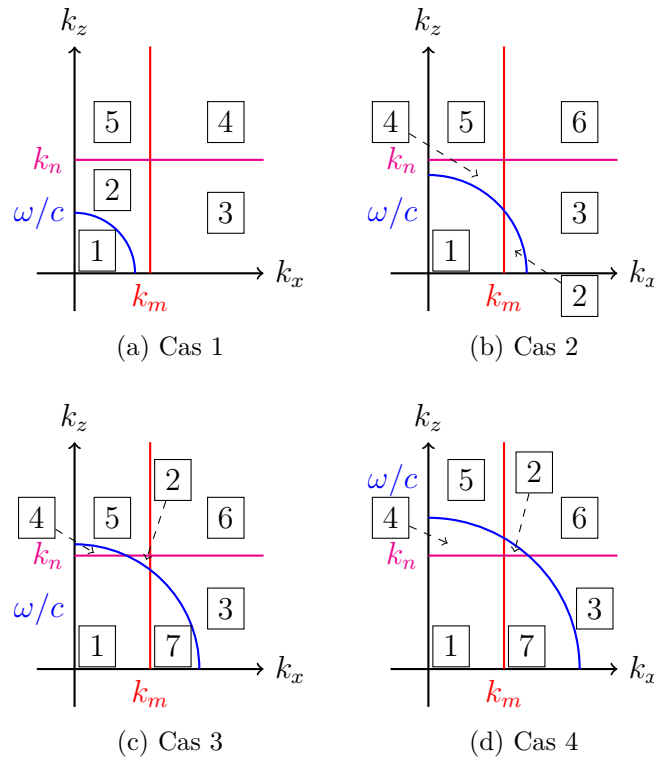 k_z
k_z
5
4
4
5
6
k_n
k_n
2
ω/c
ω/c
3
3
1
1
k_x
k_x
k_m
k_m
2
(a) Cas 1
(b) Cas 2
k_z
k_z
2
2
ω/c
5
4
5
6
4
6
k_n
k_n
ω/c
3
3
1
7
1
7
k_x
k_x
k_m
k_m
(c) Cas 3
(d) Cas 4